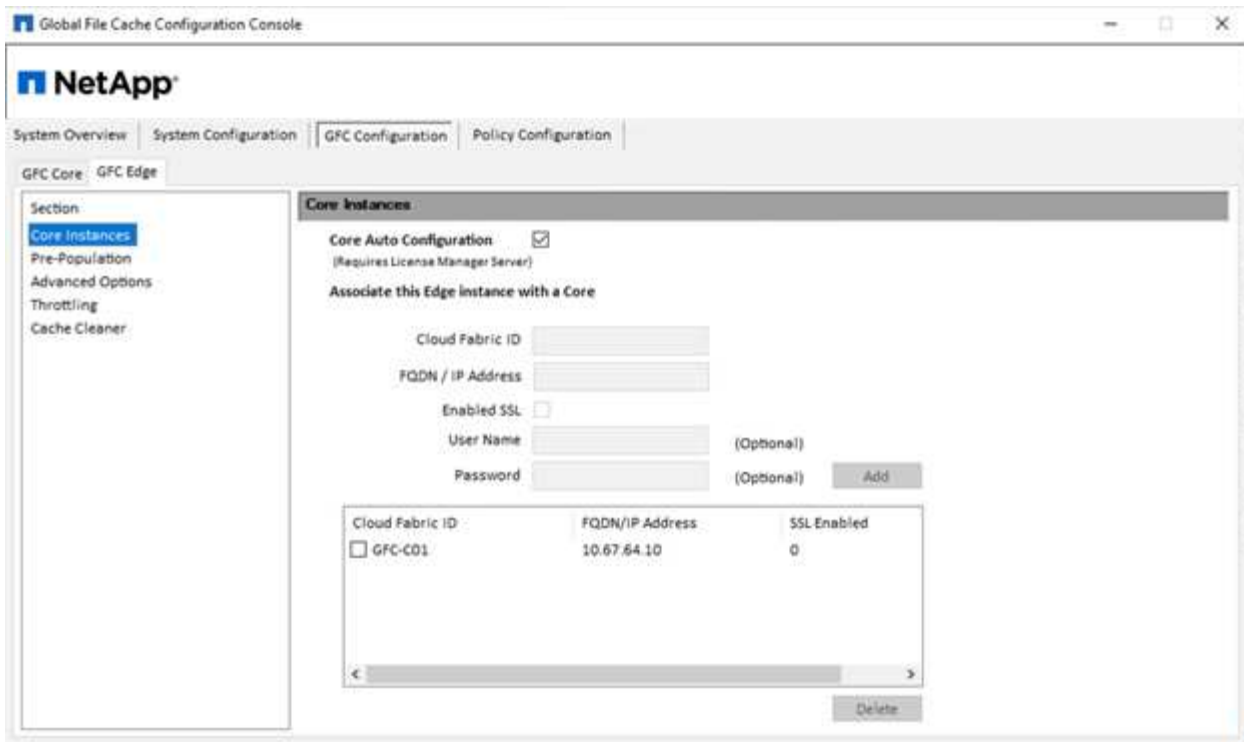 Global File Cache Configuration Console
NetApp
System Overview System Configuration GFC Configuration Policy Configuration
GFC Core GFC Edge
Section
Core Instances
Pre-Population
Advanced Options
Throttling
Cache Cleaner
Core Instances
Core Auto Configuration
(Requires License Manager Server)
Associate this Edge instance with a Core
Cloud Fabric ID
FQDN / IP Address
Enabled SSL
User Name (Optional)
Password (Optional) Add
Cloud Fabric ID FQDN/IP Address SSL Enabled
GFC-C01 10.67.64.10 0
Delete